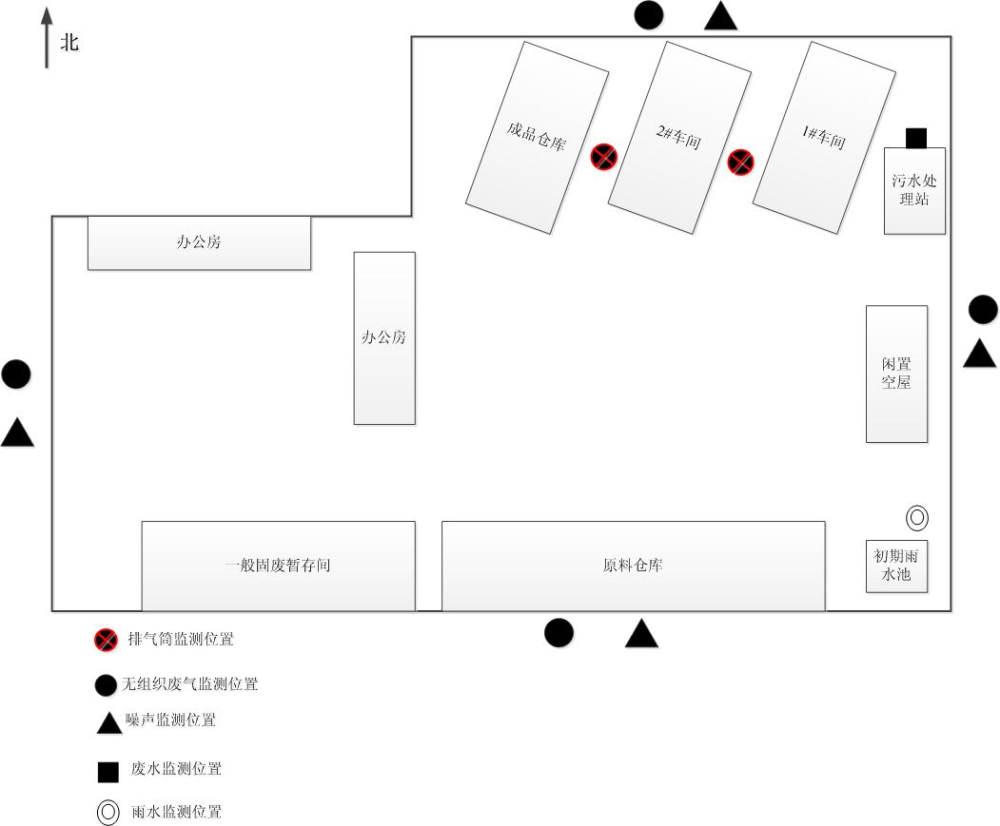 北
成品仓库
2#车间
1#车间
污水处
理站
办公房
办公房
闲置
空屋
一般固废暂存间
原料仓库
初期雨
水池
排气筒监测位置
无组织废气监测位置
噪声监测位置
废水监测位置
雨水监测位置